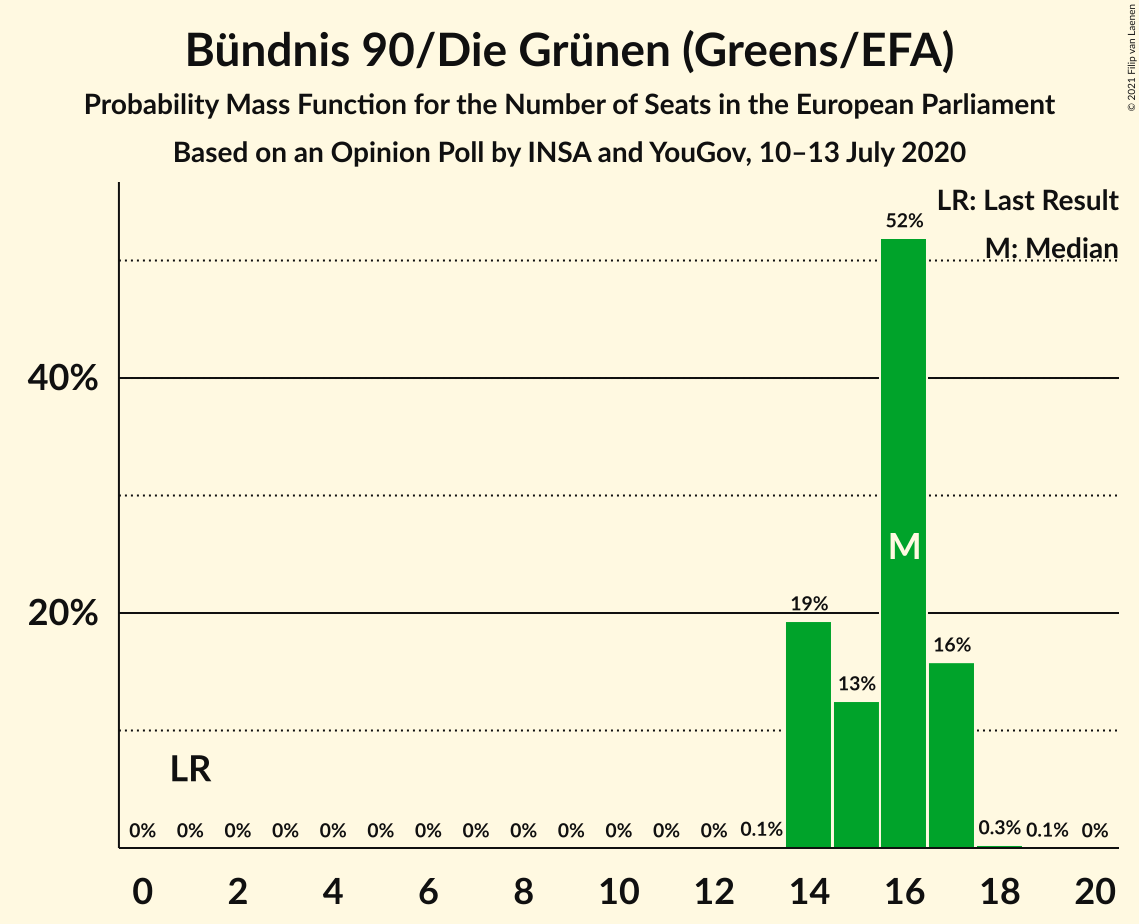 Bündnis 90/Die Grünen (Greens/EFA)
Probability Mass Function for the Number of Seats in the European Parliament
Based on an Opinion Poll by INSA and YouGov, 10–13 July 2020
© 2021 Filip van Laenen
LR: Last Result
M: Median
52%
40%
M
20%
19%
16%
13%
LR
0% 0% 0% 0% 0% 0% 0% 0% 0% 0% 0% 0% 0% 0.1% 0.3% 0.1% 0%
0 2 4 6 8 10 12 14 16 18 20